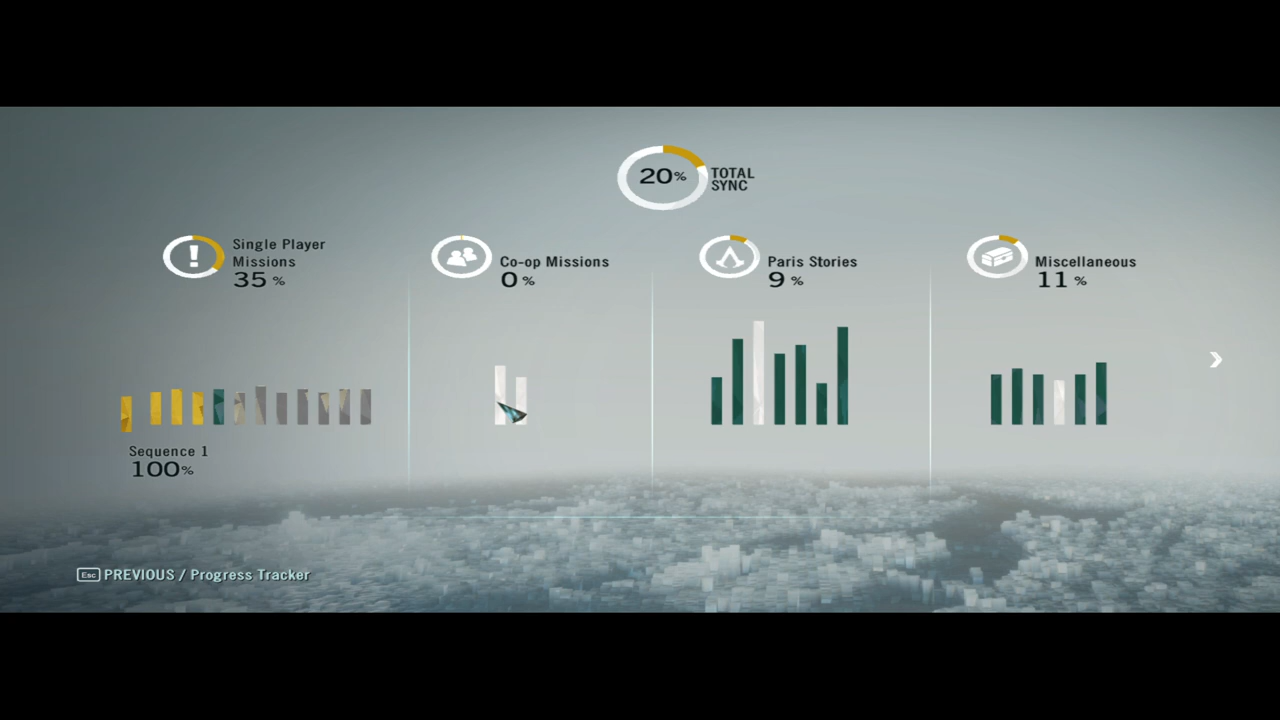 20%
TOTAL
SYNC
Single Player
Missions
35 %
Co-op Missions
0 %
Paris Stories
9 %
Miscellaneous
11 %
Sequence 1
100%
Esc PREVIOUS / Progress Tracker